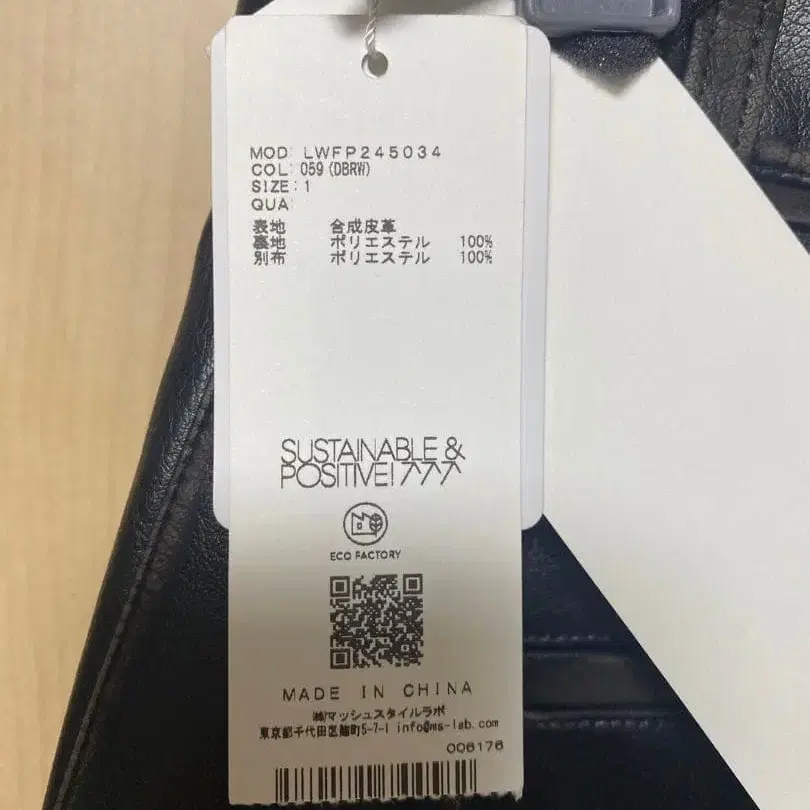 MOD: LWFP245034
COL: 059(DBRW)
SIZE: 1
QUA
表地 合成皮革
裏地 ポリエステル 100%
別布 ポリエステル 100%
SUSTAINABLE &
POSITIVE! 777
ECO FACTORY
MADE IN CHINA
㈱マッシュスタイルラボ
東京都千代田区麹町5-7-1 info@ms-lab.com
006176